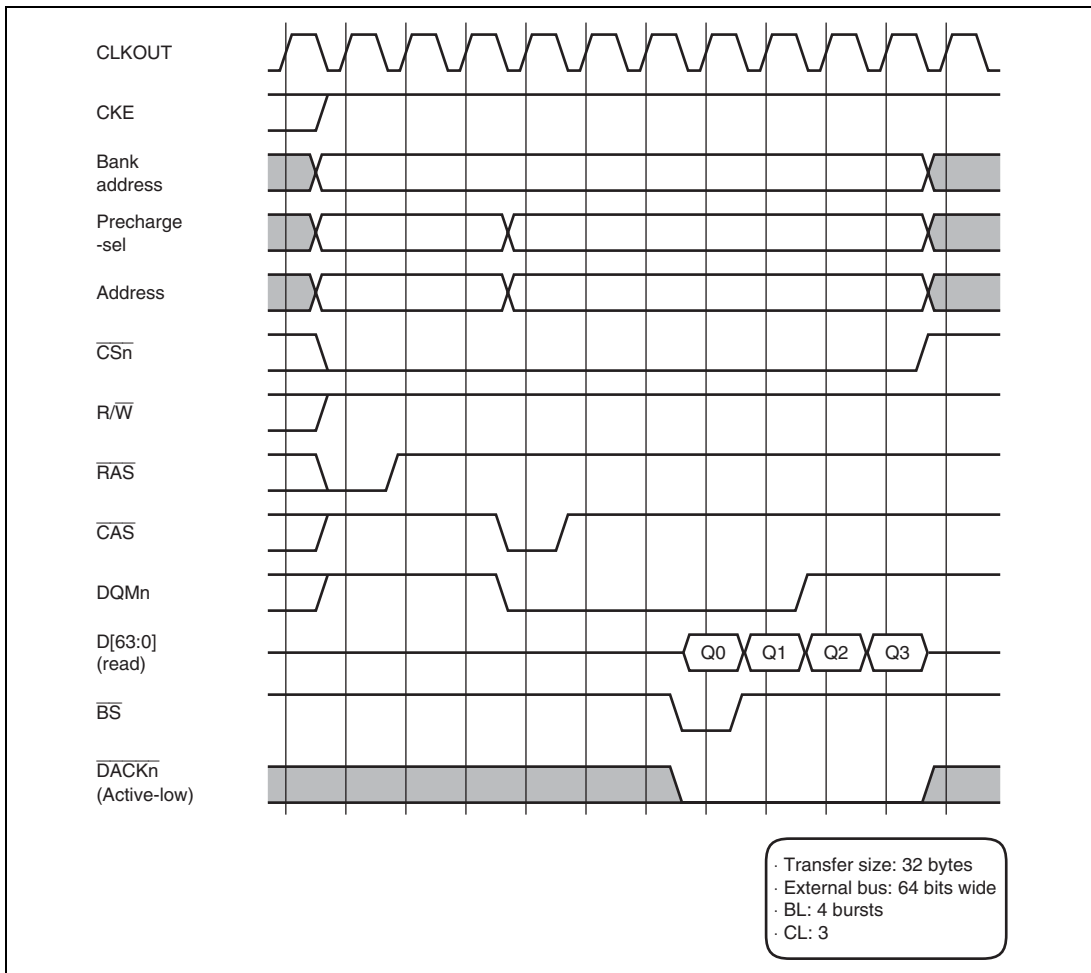 CLKOUT
CKE
Bank
address
Precharge
-sel
Address
CSn
R/W
RAS
CAS
DQMn
D[63:0]
(read)
Q0 Q1 Q2 Q3
BS
DACKn
(Active-low)
· Transfer size: 32 bytes
· External bus: 64 bits wide
· BL: 4 bursts
· CL: 3